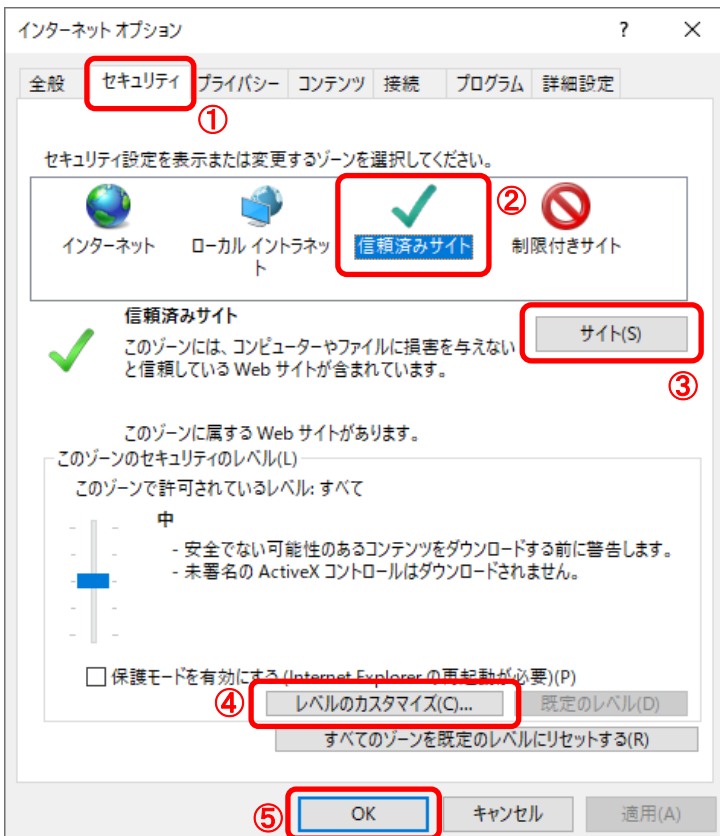 インターネット オプション ? ×
全般 セキュリティ プライバシー コンテンツ 接続 プログラム 詳細設定
①
セキュリティ設定を表示または変更するゾーンを選択してください。
②
インターネット ローカル イントラネッ 信頼済みサイト 制限付きサイト
ト
信頼済みサイト
サイト(S)
このゾーンには、コンピューターやファイルに損害を与えない
と信頼している Web サイトが含まれています。
③
このゾーンに属する Web サイトがあります。
このゾーンのセキュリティのレベル(L)
このゾーンで許可されているレベル: すべて
中
- 安全でない可能性のあるコンテンツをダウンロードする前に警告します。
- 未署名の ActiveX コントロールはダウンロードされません。
保護モードを有効にする (Internet Explorer の再起動が必要)(P)
④ レベルのカスタマイズ(C)... 既定のレベル(D)
すべてのゾーンを既定のレベルにリセットする(R)
⑤ OK キャンセル 適用(A)